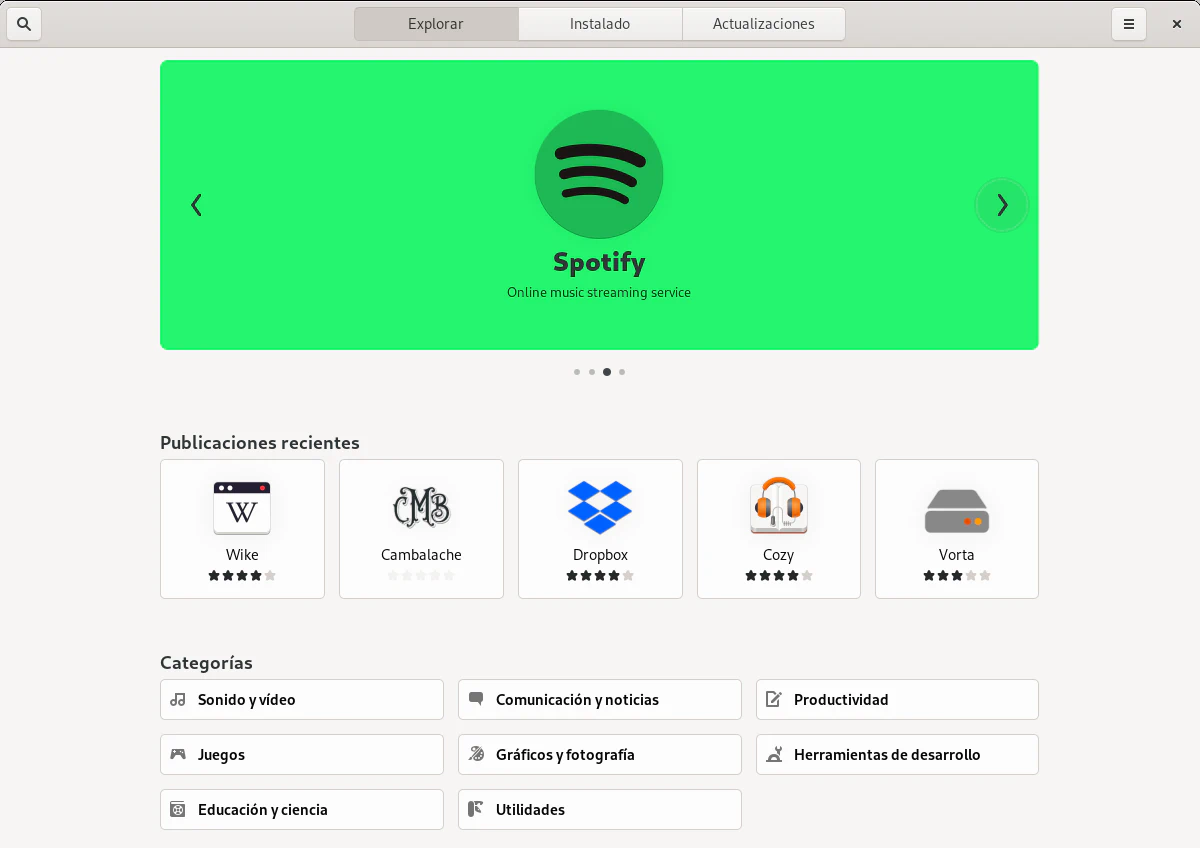 Explorar
Instalado
Actualizaciones
Spotify
Online music streaming service
Publicaciones recientes
W
Wike
CMB
Cambalache
Dropbox
Cozy
Vorta
Categorías
Sonido y vídeo
Comunicación y noticias
Productividad
Juegos
Gráficos y fotografía
Herramientas de desarrollo
Educación y ciencia
Utilidades